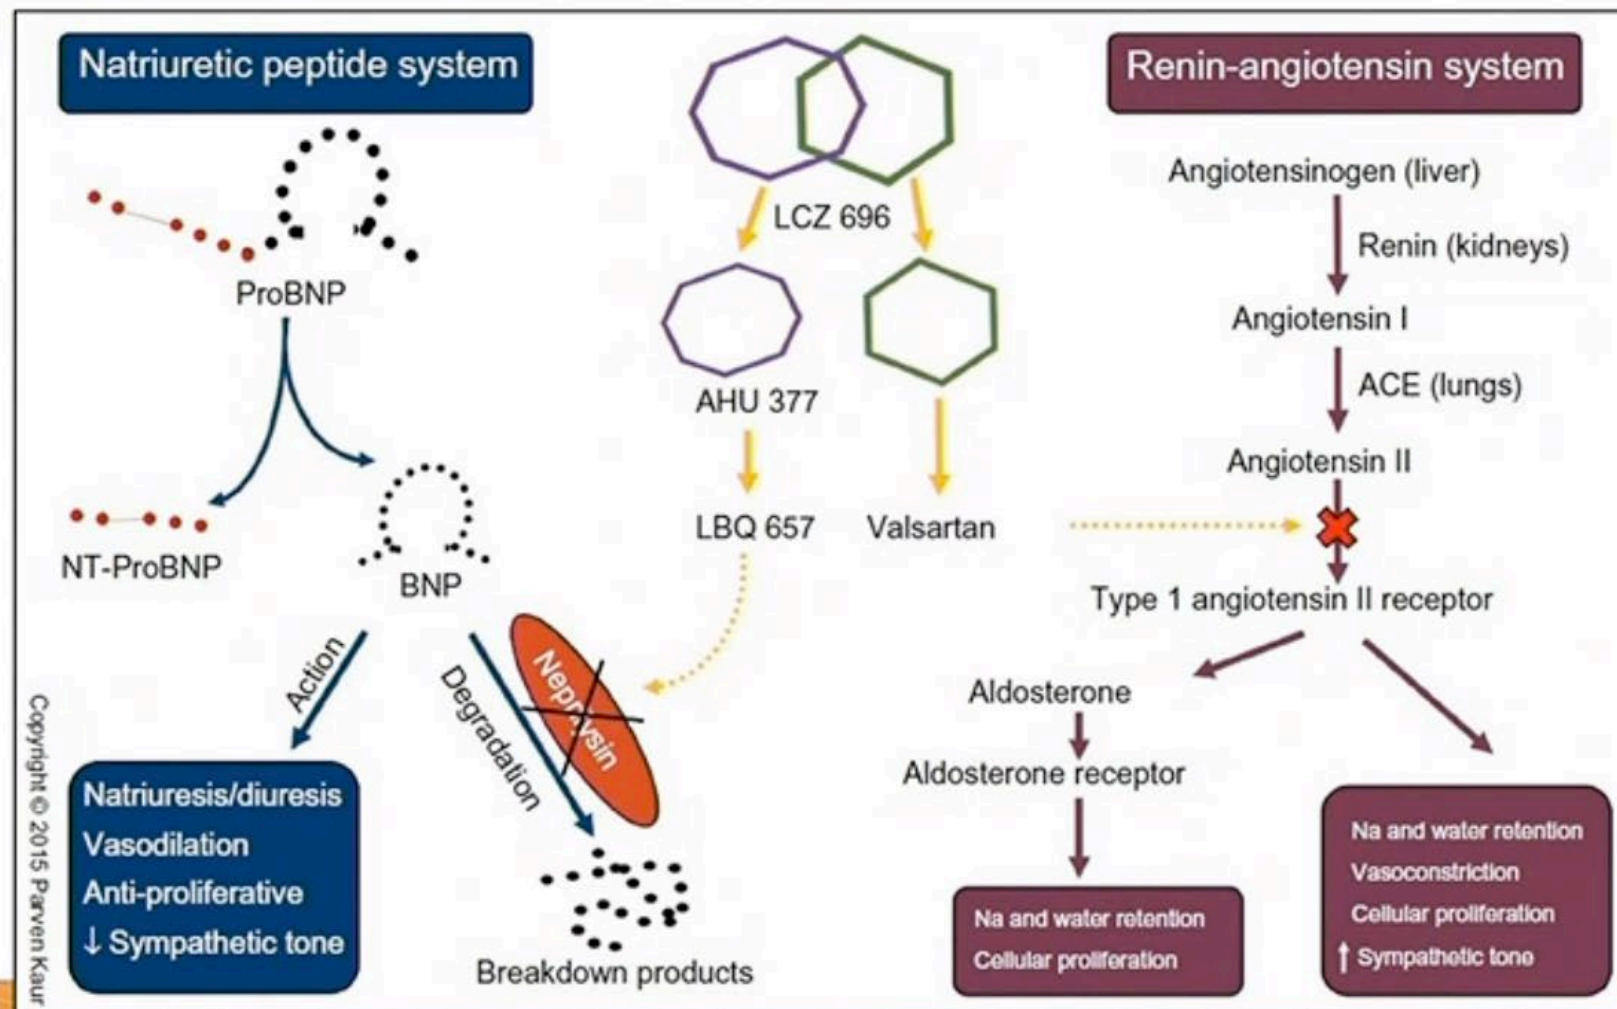 Natriuretic peptide system
ProBNP
NT-ProBNP
BNP
Action
Degradation
Neprilysin
Natriuresis/diuresis
Vasodilation
Anti-proliferative
↓ Sympathetic tone
Breakdown products
LCZ 696
AHU 377
LBQ 657
Valsartan
Renin-angiotensin system
Angiotensinogen (liver)
Renin (kidneys)
Angiotensin I
ACE (lungs)
Angiotensin II
Type 1 angiotensin II receptor
Aldosterone
Aldosterone receptor
Na and water retention
Cellular proliferation
Na and water retention
Vasoconstriction
Cellular proliferation
↑ Sympathetic tone
Copyright © 2015 Parven Kaur